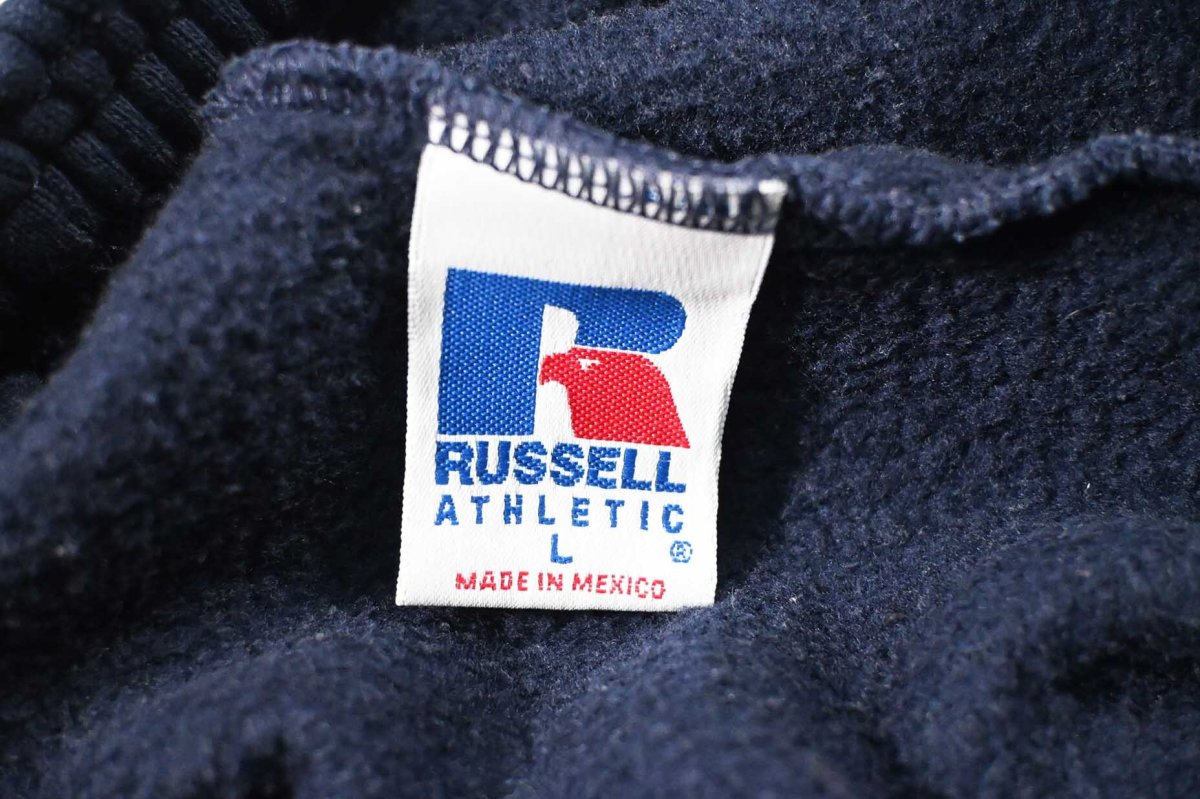 R
RUSSELL
ATHLETIC
L ®
MADE IN MEXICO